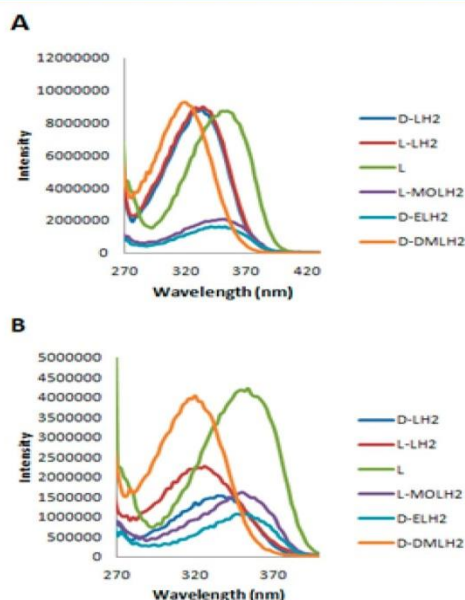 A
12000000
10000000
8000000
6000000
4000000
2000000
0
270 320 370 420
Intensity
Wavelength (nm)
D-LH2
L-LH2
L
L-MOLH2
D-ELH2
D-DMLH2
B
5000000
4500000
4000000
3500000
3000000
2500000
2000000
1500000
1000000
500000
0
270 320 370
Intensity
Wavelength (nm)
D-LH2
L-LH2
L
L-MOLH2
D-ELH2
D-DMLH2